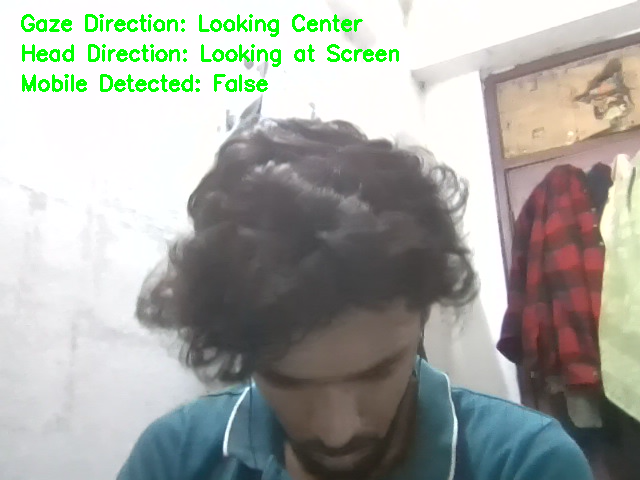 Gaze Direction: Looking Center
Head Direction: Looking at Screen
Mobile Detected: False